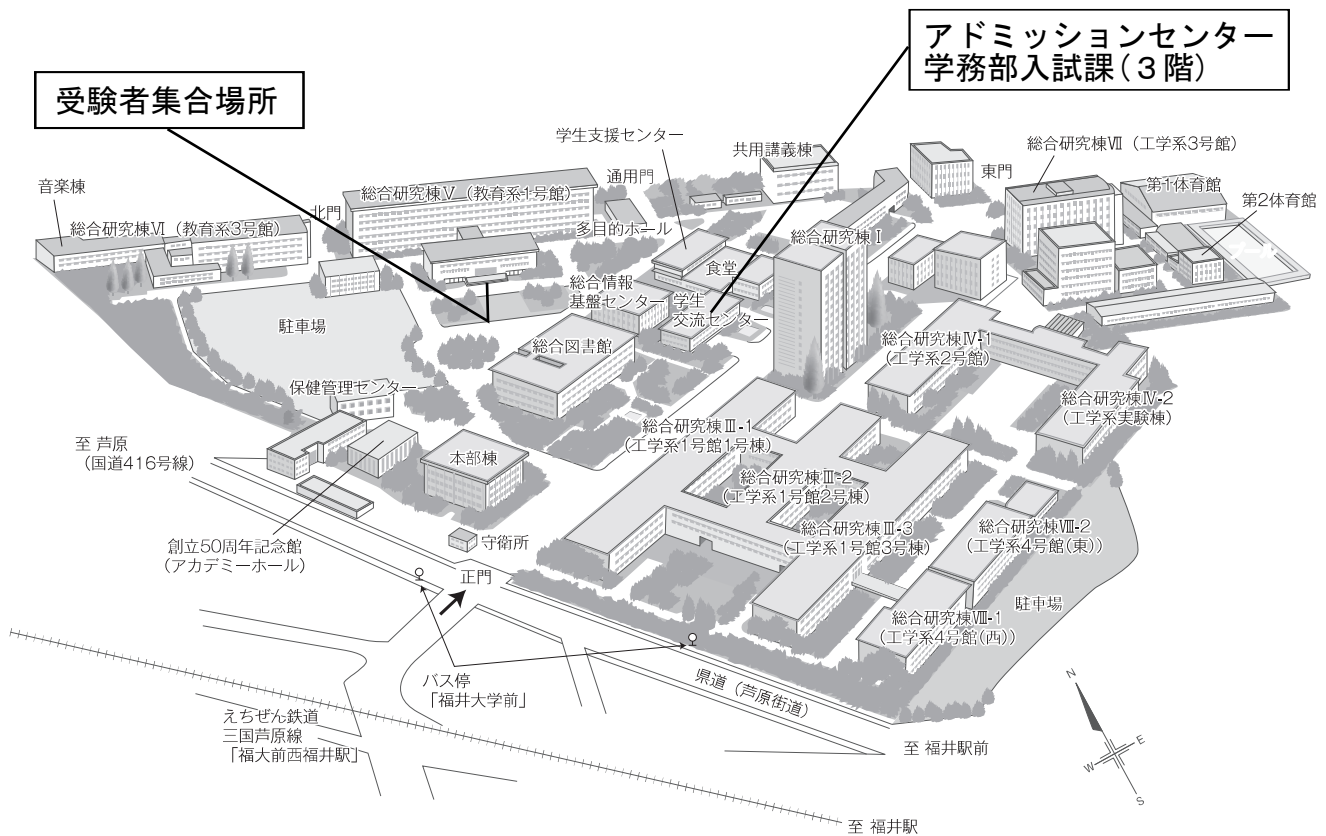 アドミッションセンター
学務部入試課（３階）
受験者集合場所
学生支援センター
共用講義棟
総合研究棟Ⅶ（工学系3号館）
東門
通用門
第1体育館
音楽棟
総合研究棟Ⅴ（教育系1号館）
第2体育館
北門
総合研究棟Ⅵ（教育系3号館）
多目的ホール
総合研究棟Ⅰ
プール
食堂
総合情報
基盤センター
学生
交流センター
駐車場
総合図書館
総合研究棟Ⅳ-1
（工学系2号館）
保健管理センター
総合研究棟Ⅳ-2
（工学系実験棟）
総合研究棟Ⅲ-1
（工学系1号館1号棟）
至 芦原
（国道416号線）
本部棟
総合研究棟Ⅲ-2
（工学系1号館2号棟）
総合研究棟Ⅲ-3
（工学系1号館3号棟）
総合研究棟Ⅷ-2
（工学系4号館（東））
創立50周年記念館
（アカデミーホール）
守衛所
正門
駐車場
総合研究棟Ⅷ-1
（工学系4号館（西））
バス停
「福井大学前」
県道（芦原街道）
えちぜん鉄道
三国芦原線
「福大前西福井駅」
至 福井駅前
N
E
W
S
至 福井駅